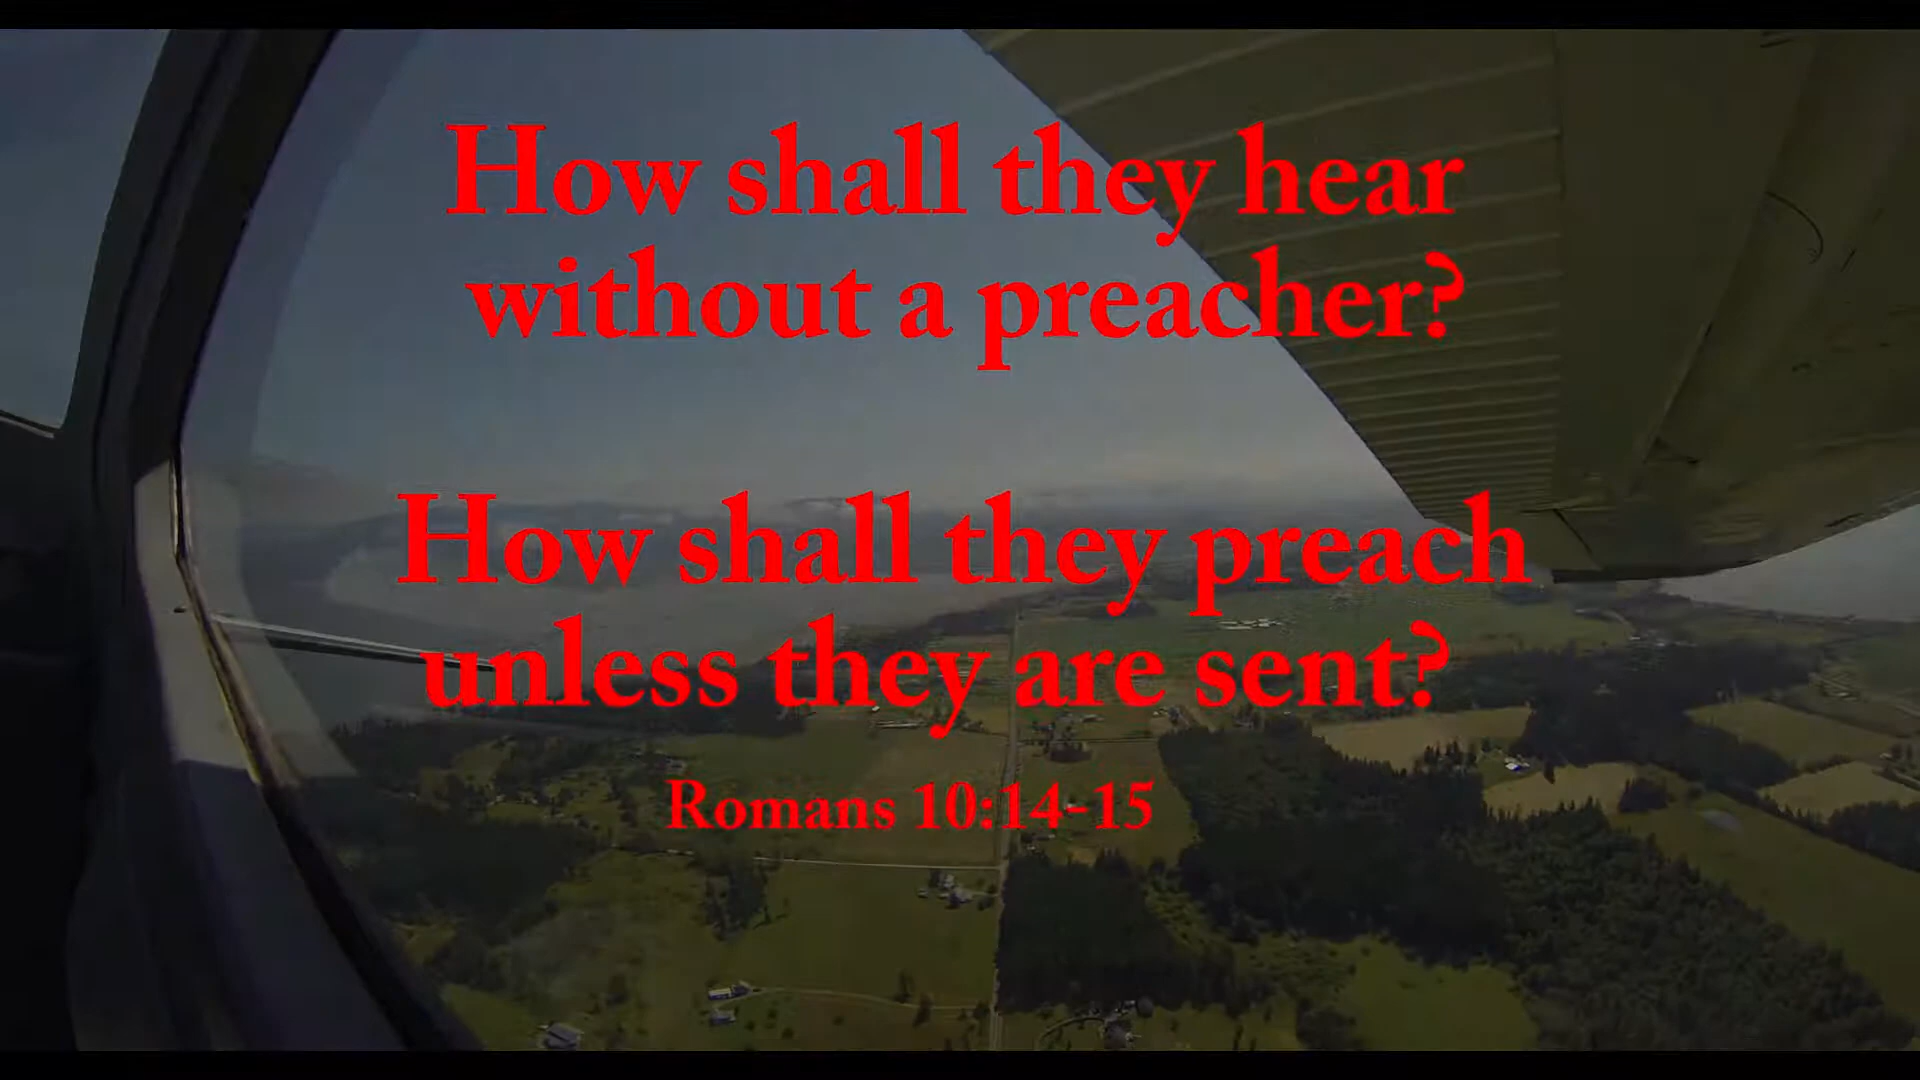 How shall they hear
without a preacher?
How shall they preach
unless they are sent?
Romans 10:14-15